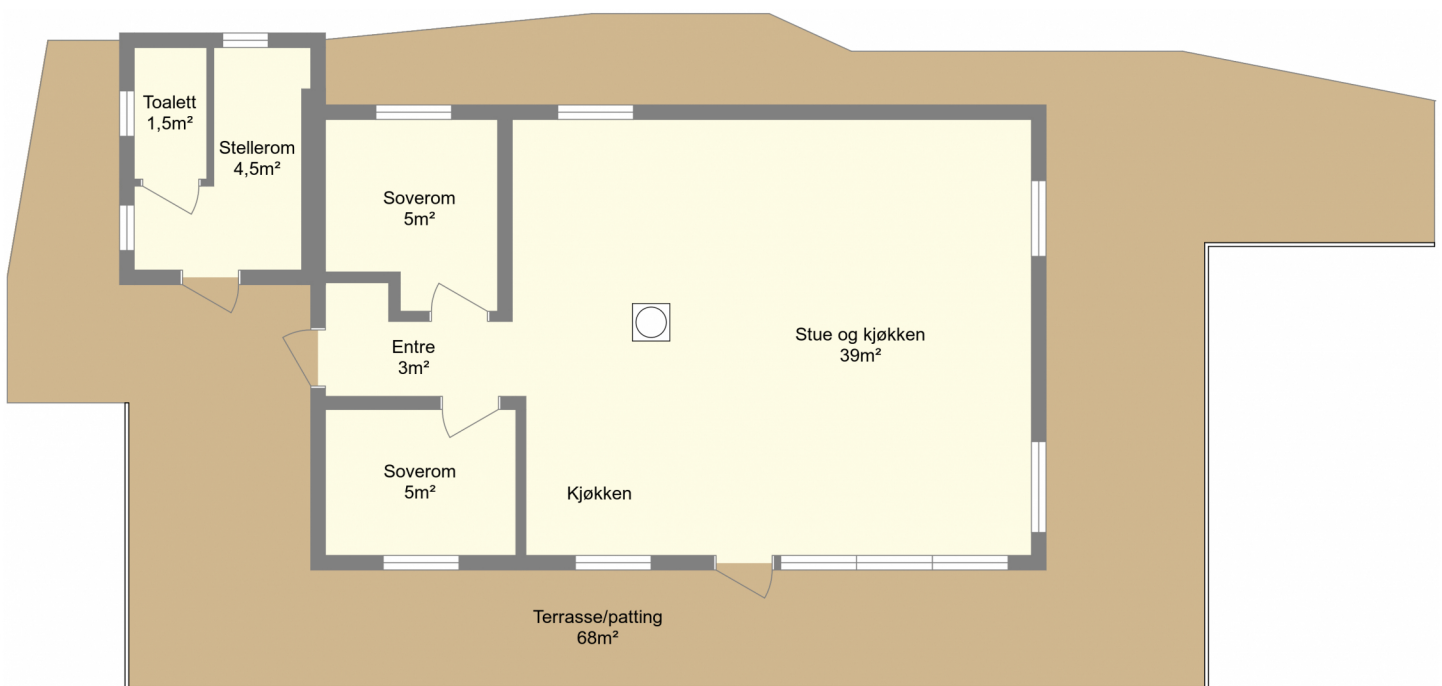 Toalett
1,5m²
Stellerom
4,5m²
Soverom
5m²
Entre
3m²
Stue og kjøkken
39m²
Soverom
5m²
Kjøkken
Terrasse/patting
68m²